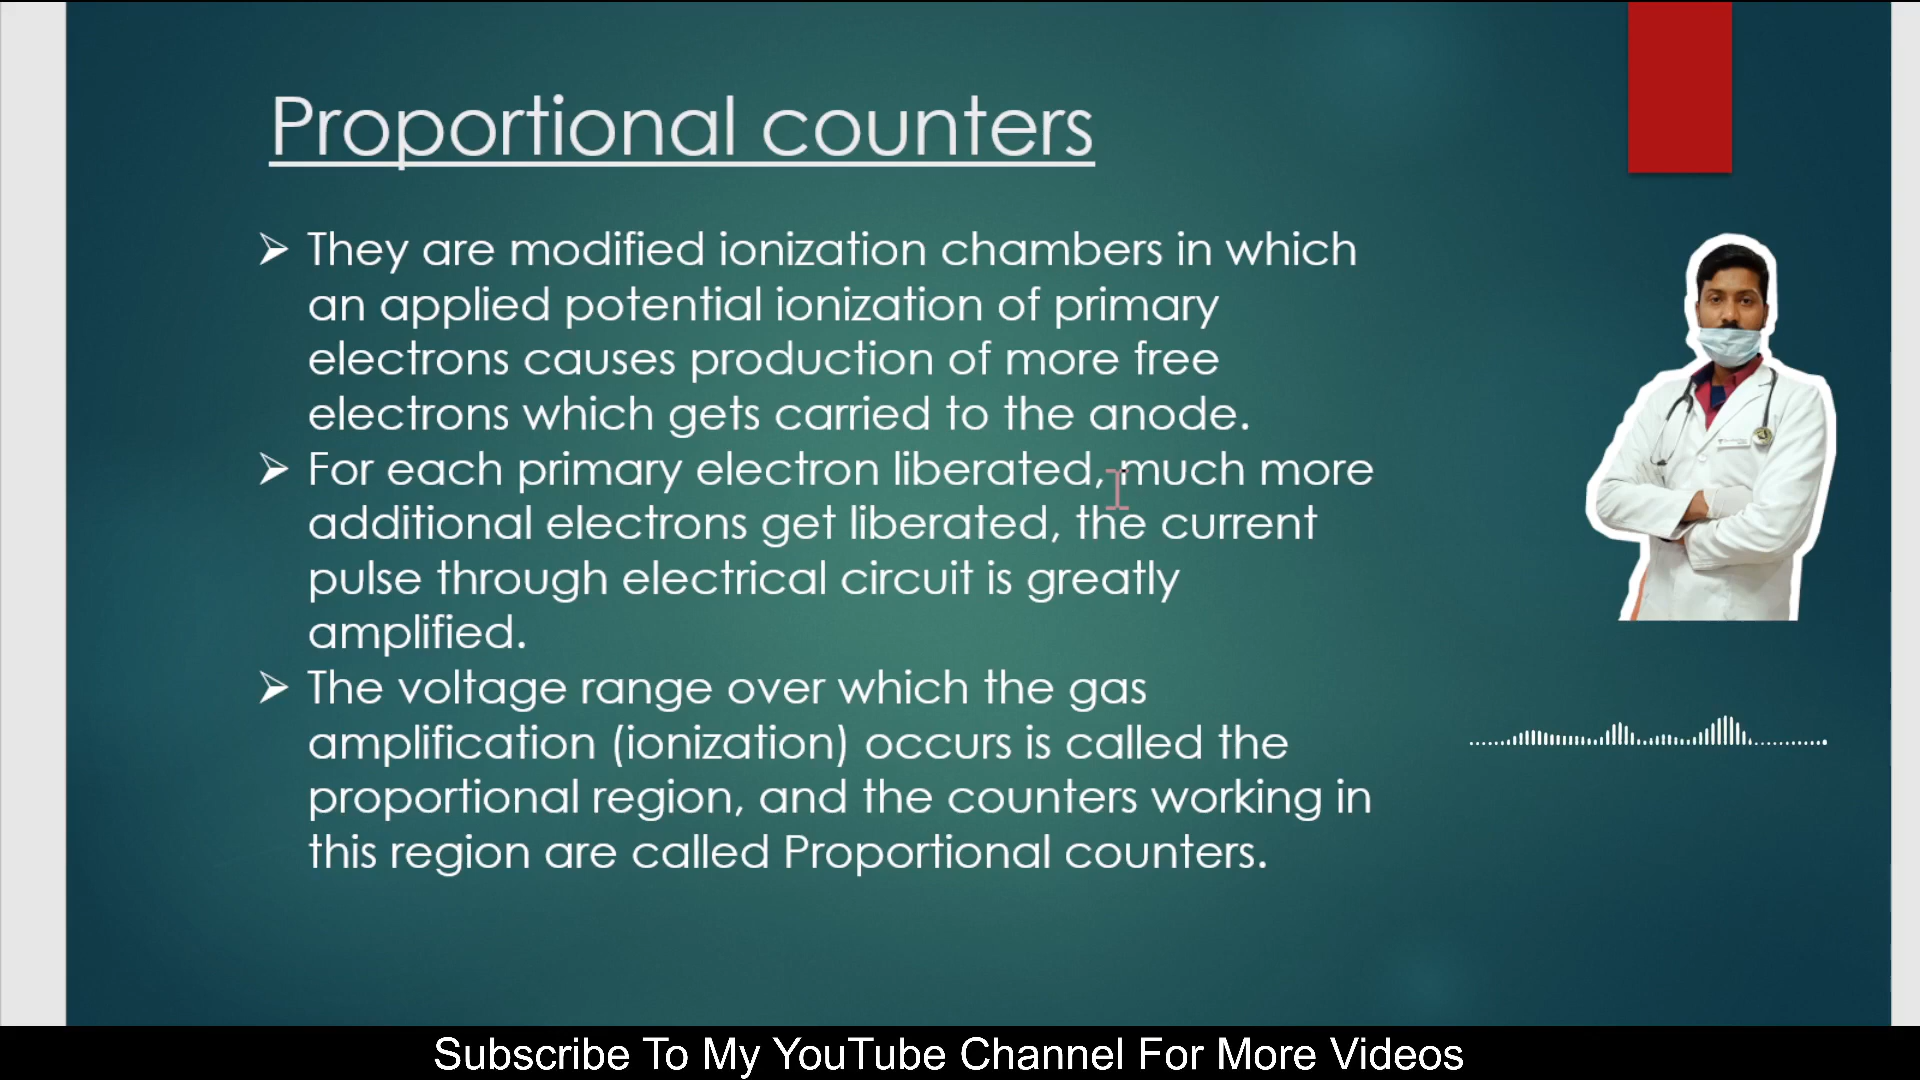 Proportional counters
They are modified ionization chambers in which
an applied potential ionization of primary
electrons causes production of more free
electrons which gets carried to the anode.
For each primary electron liberated, much more
additional electrons get liberated, the current
pulse through electrical circuit is greatly
amplified.
The voltage range over which the gas
amplification (ionization) occurs is called the
proportional region, and the counters working in
this region are called Proportional counters.
Subscribe To My YouTube Channel For More Videos